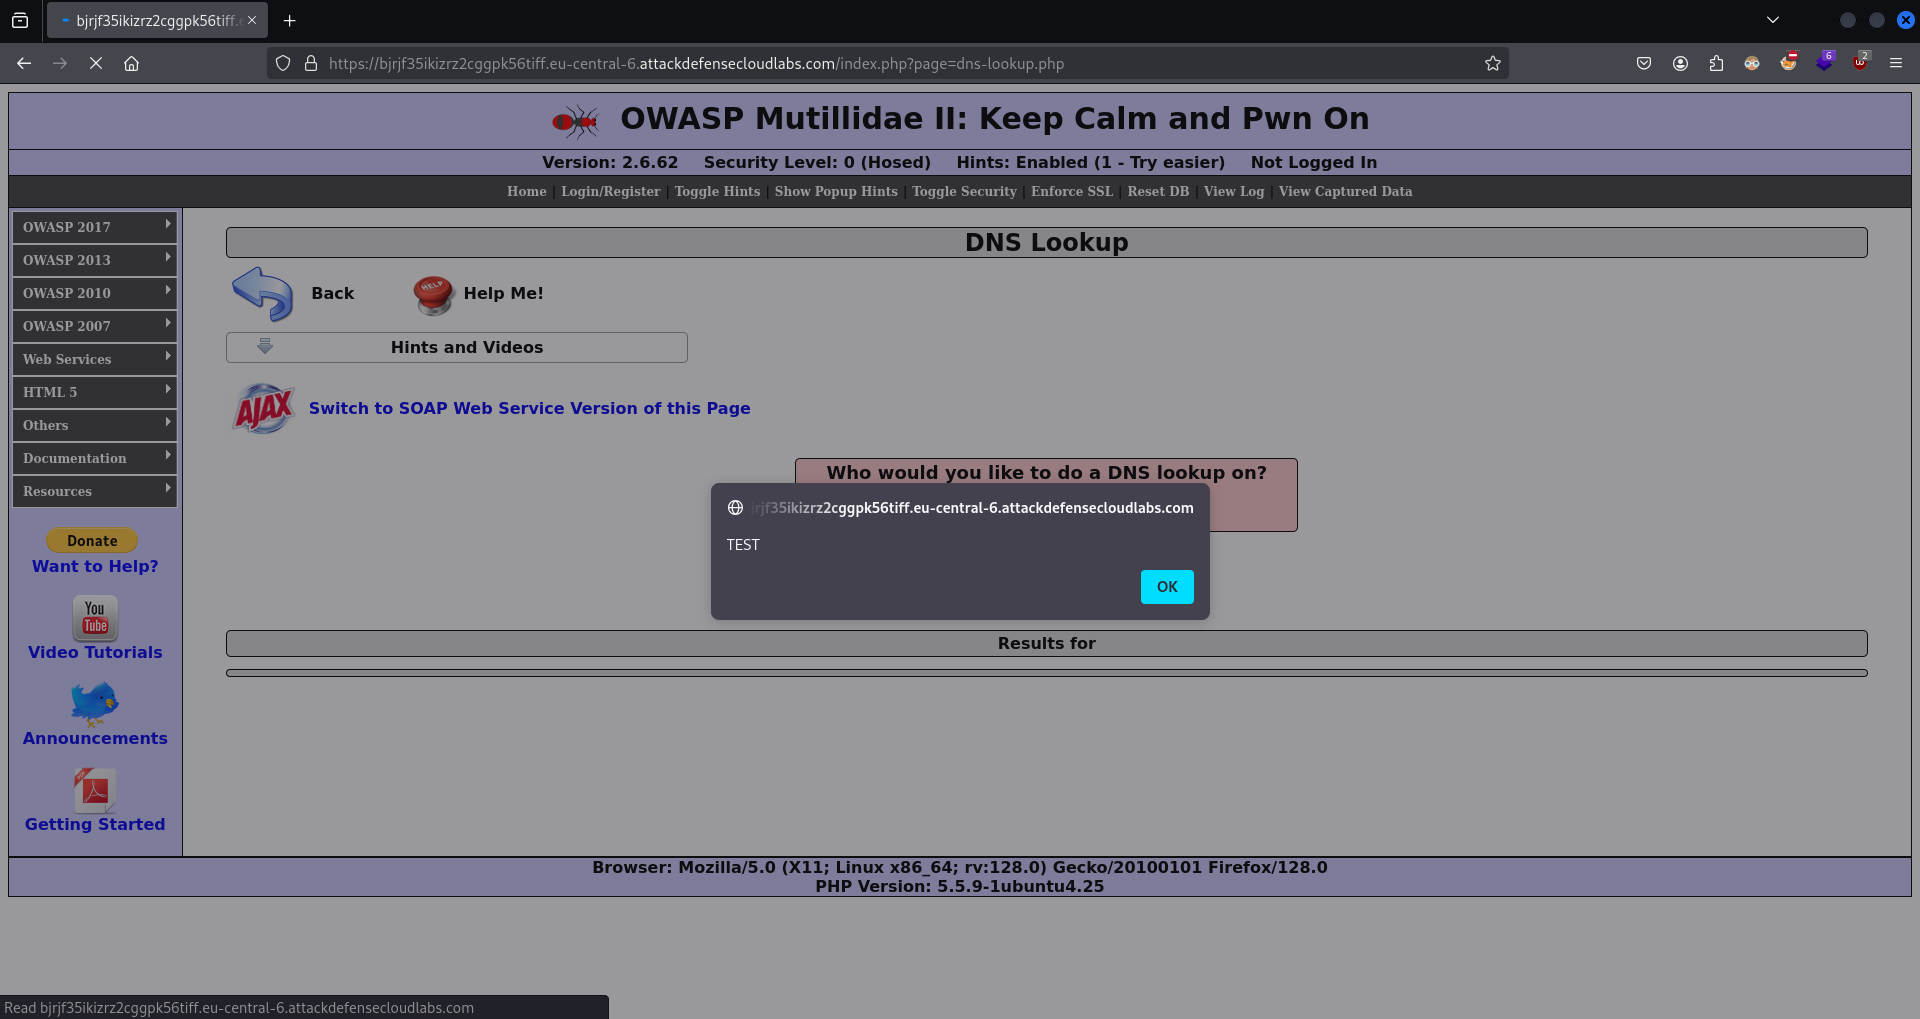 bjrjf35ikizrz2cggpk56tiff.e
https://bjrjf35ikizrz2cggpk56tiff.eu-central-6.attackdefensecloudlabs.com/index.php?page=dns-lookup.php
6
2
OWASP Mutillidae II: Keep Calm and Pwn On
Version: 2.6.62 Security Level: 0 (Hosed) Hints: Enabled (1 - Try easier) Not Logged In
Home | Login/Register | Toggle Hints | Show Popup Hints | Toggle Security | Enforce SSL | Reset DB | View Log | View Captured Data
OWASP 2017
OWASP 2013
OWASP 2010
OWASP 2007
Web Services
HTML 5
Others
Documentation
Resources
Donate
Want to Help?
You
Tube
Video Tutorials
Announcements
Getting Started
DNS Lookup
Back
HELP
Help Me!
Hints and Videos
AJAX
Switch to SOAP Web Service Version of this Page
Who would you like to do a DNS lookup on?
jrjf35ikizrz2cggpk56tiff.eu-central-6.attackdefensecloudlabs.com
TEST
OK
Results for
Browser: Mozilla/5.0 (X11; Linux x86_64; rv:128.0) Gecko/20100101 Firefox/128.0
PHP Version: 5.5.9-1ubuntu4.25
Read bjrjf35ikizrz2cggpk56tiff.eu-central-6.attackdefensecloudlabs.com